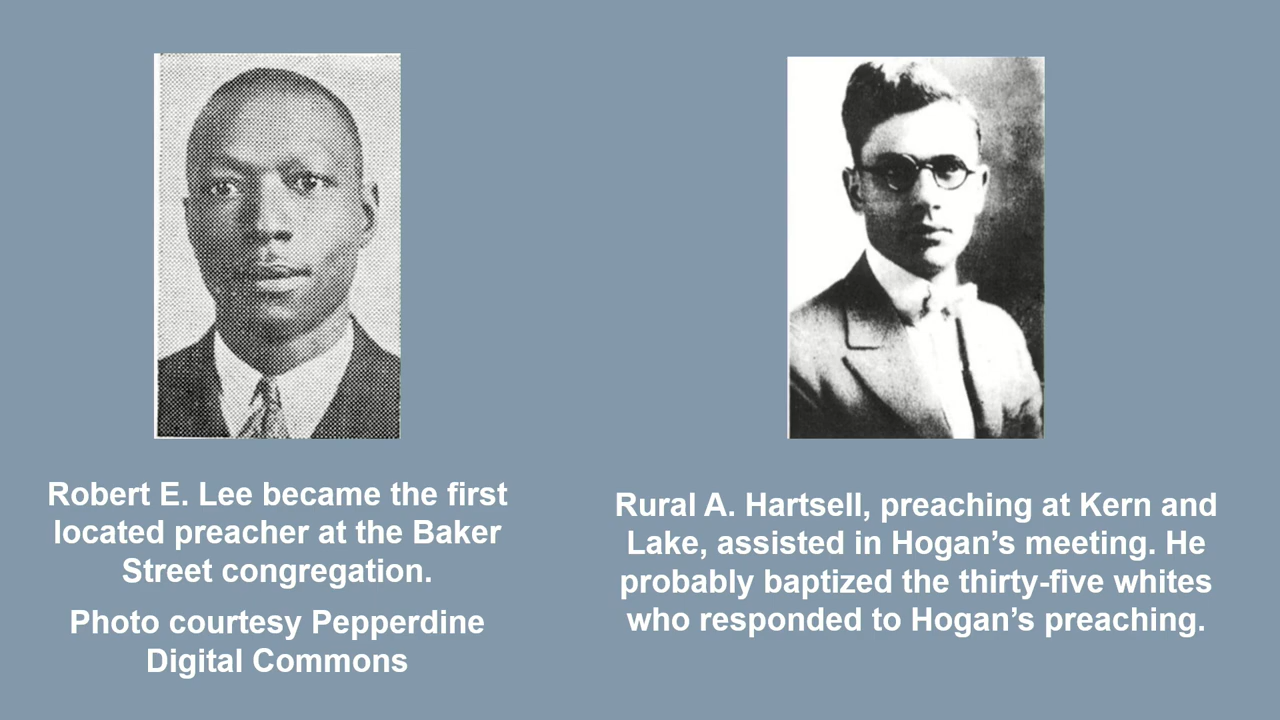 Robert E. Lee became the first
located preacher at the Baker
Street congregation.
Photo courtesy Pepperdine
Digital Commons
Rural A. Hartsell, preaching at Kern and
Lake, assisted in Hogan’s meeting. He
probably baptized the thirty-five whites
who responded to Hogan’s preaching.